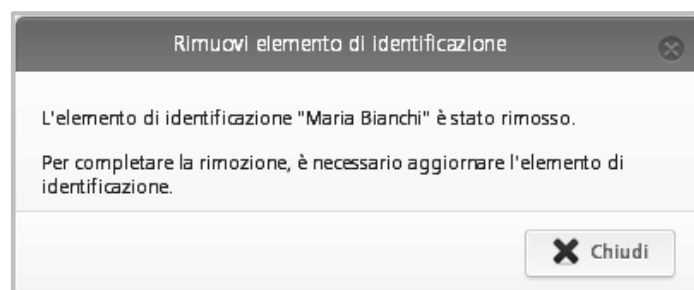 Rimuovi elemento di identificazione
L'elemento di identificazione "Maria Bianchi" è stato rimosso.
Per completare la rimozione, è necessario aggiornare l'elemento di
identificazione.
Chiudi